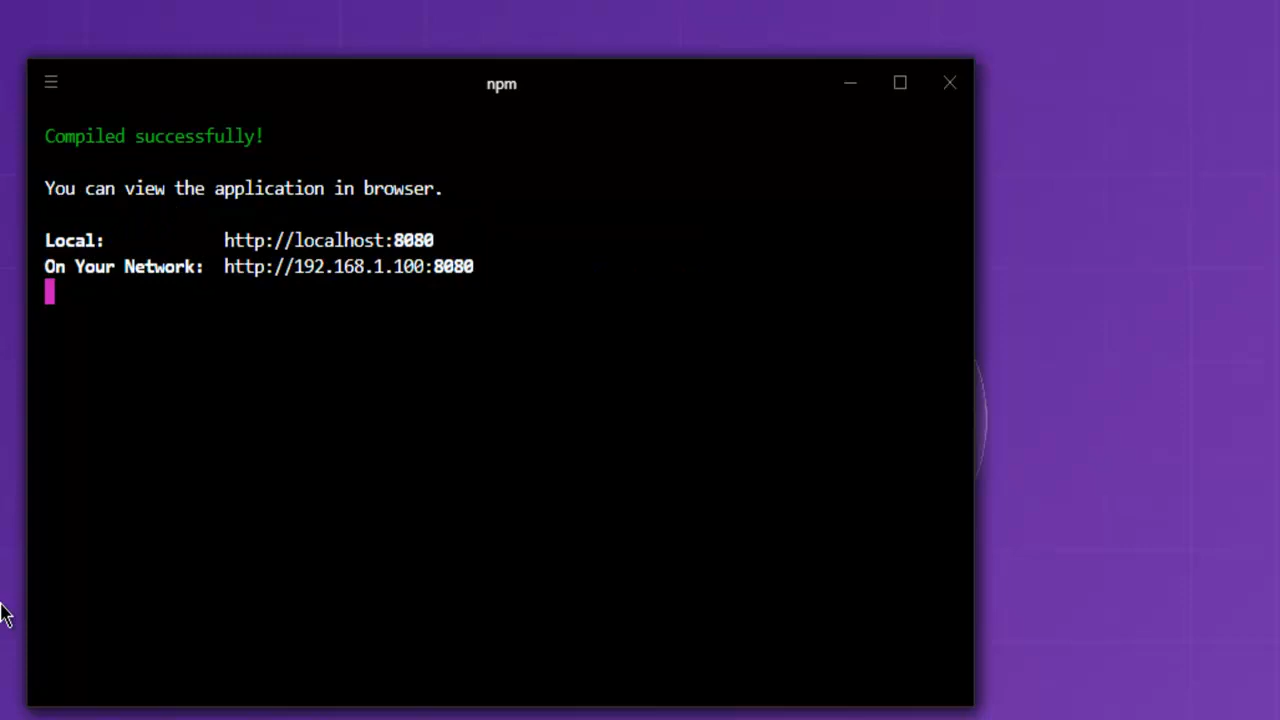 npm
Compiled successfully!
You can view the application in browser.
Local: http://localhost:8080
On Your Network: http://192.168.1.100:8080